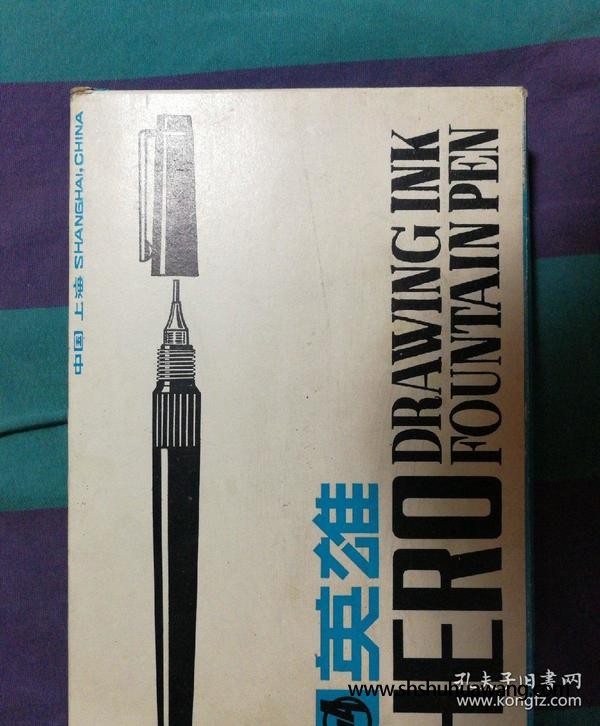 中国 上海 SHANGHAI, CHINA
DRAWING INK
FOUNTAIN PEN
英雄
HERO
孔夫子旧書网
www.kongfz.com